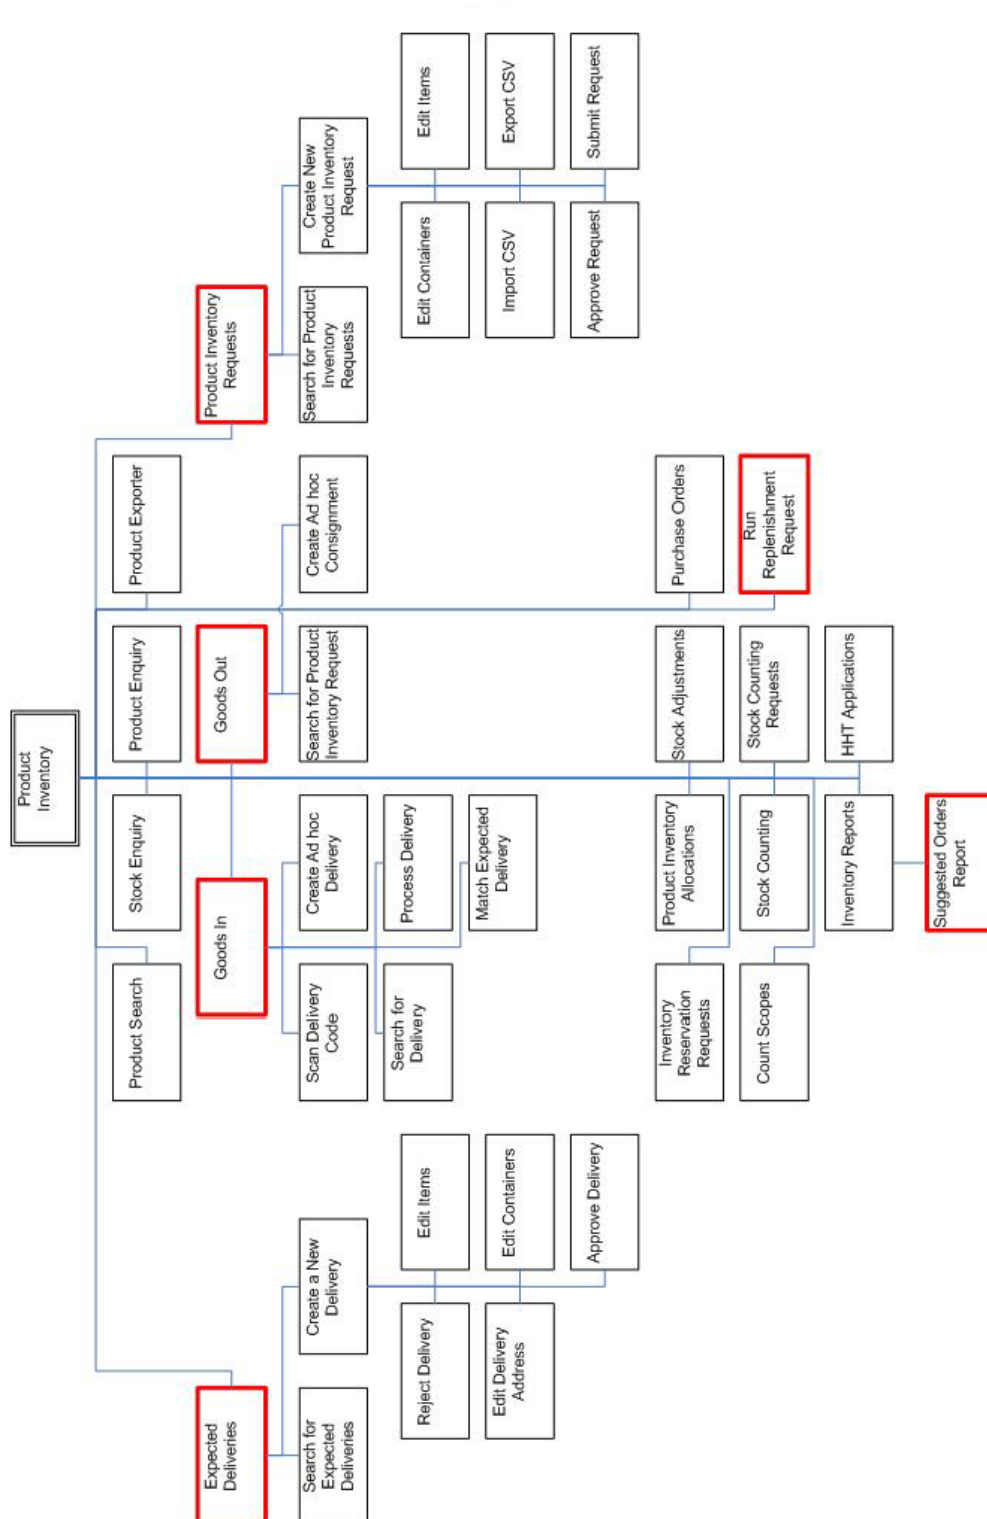 Product
Inventory
Product Search
Stock Enquiry
Product Enquiry
Product Exporter
Expected
Deliveries
Goods In
Goods Out
Product Inventory
Requests
Search for
Expected
Deliveries
Create a New
Delivery
Scan Delivery
Code
Create Ad hoc
Delivery
Search for Product
Inventory Request
Create Ad hoc
Consignment
Search for Product
Inventory
Requests
Create New
Product Inventory
Request
Search for
Delivery
Process Delivery
Reject Delivery
Edit Items
Match Expected
Delivery
Edit Containers
Edit Items
Edit Delivery
Address
Edit Containers
Import CSV
Export CSV
Approve Delivery
Approve Request
Submit Request
Inventory
Reservation
Requests
Product Inventory
Allocations
Stock Adjustments
Purchase Orders
Count Scopes
Stock Counting
Stock Counting
Requests
Run
Replenishment
Request
Inventory Reports
HHT Applications
Suggested Orders
Report